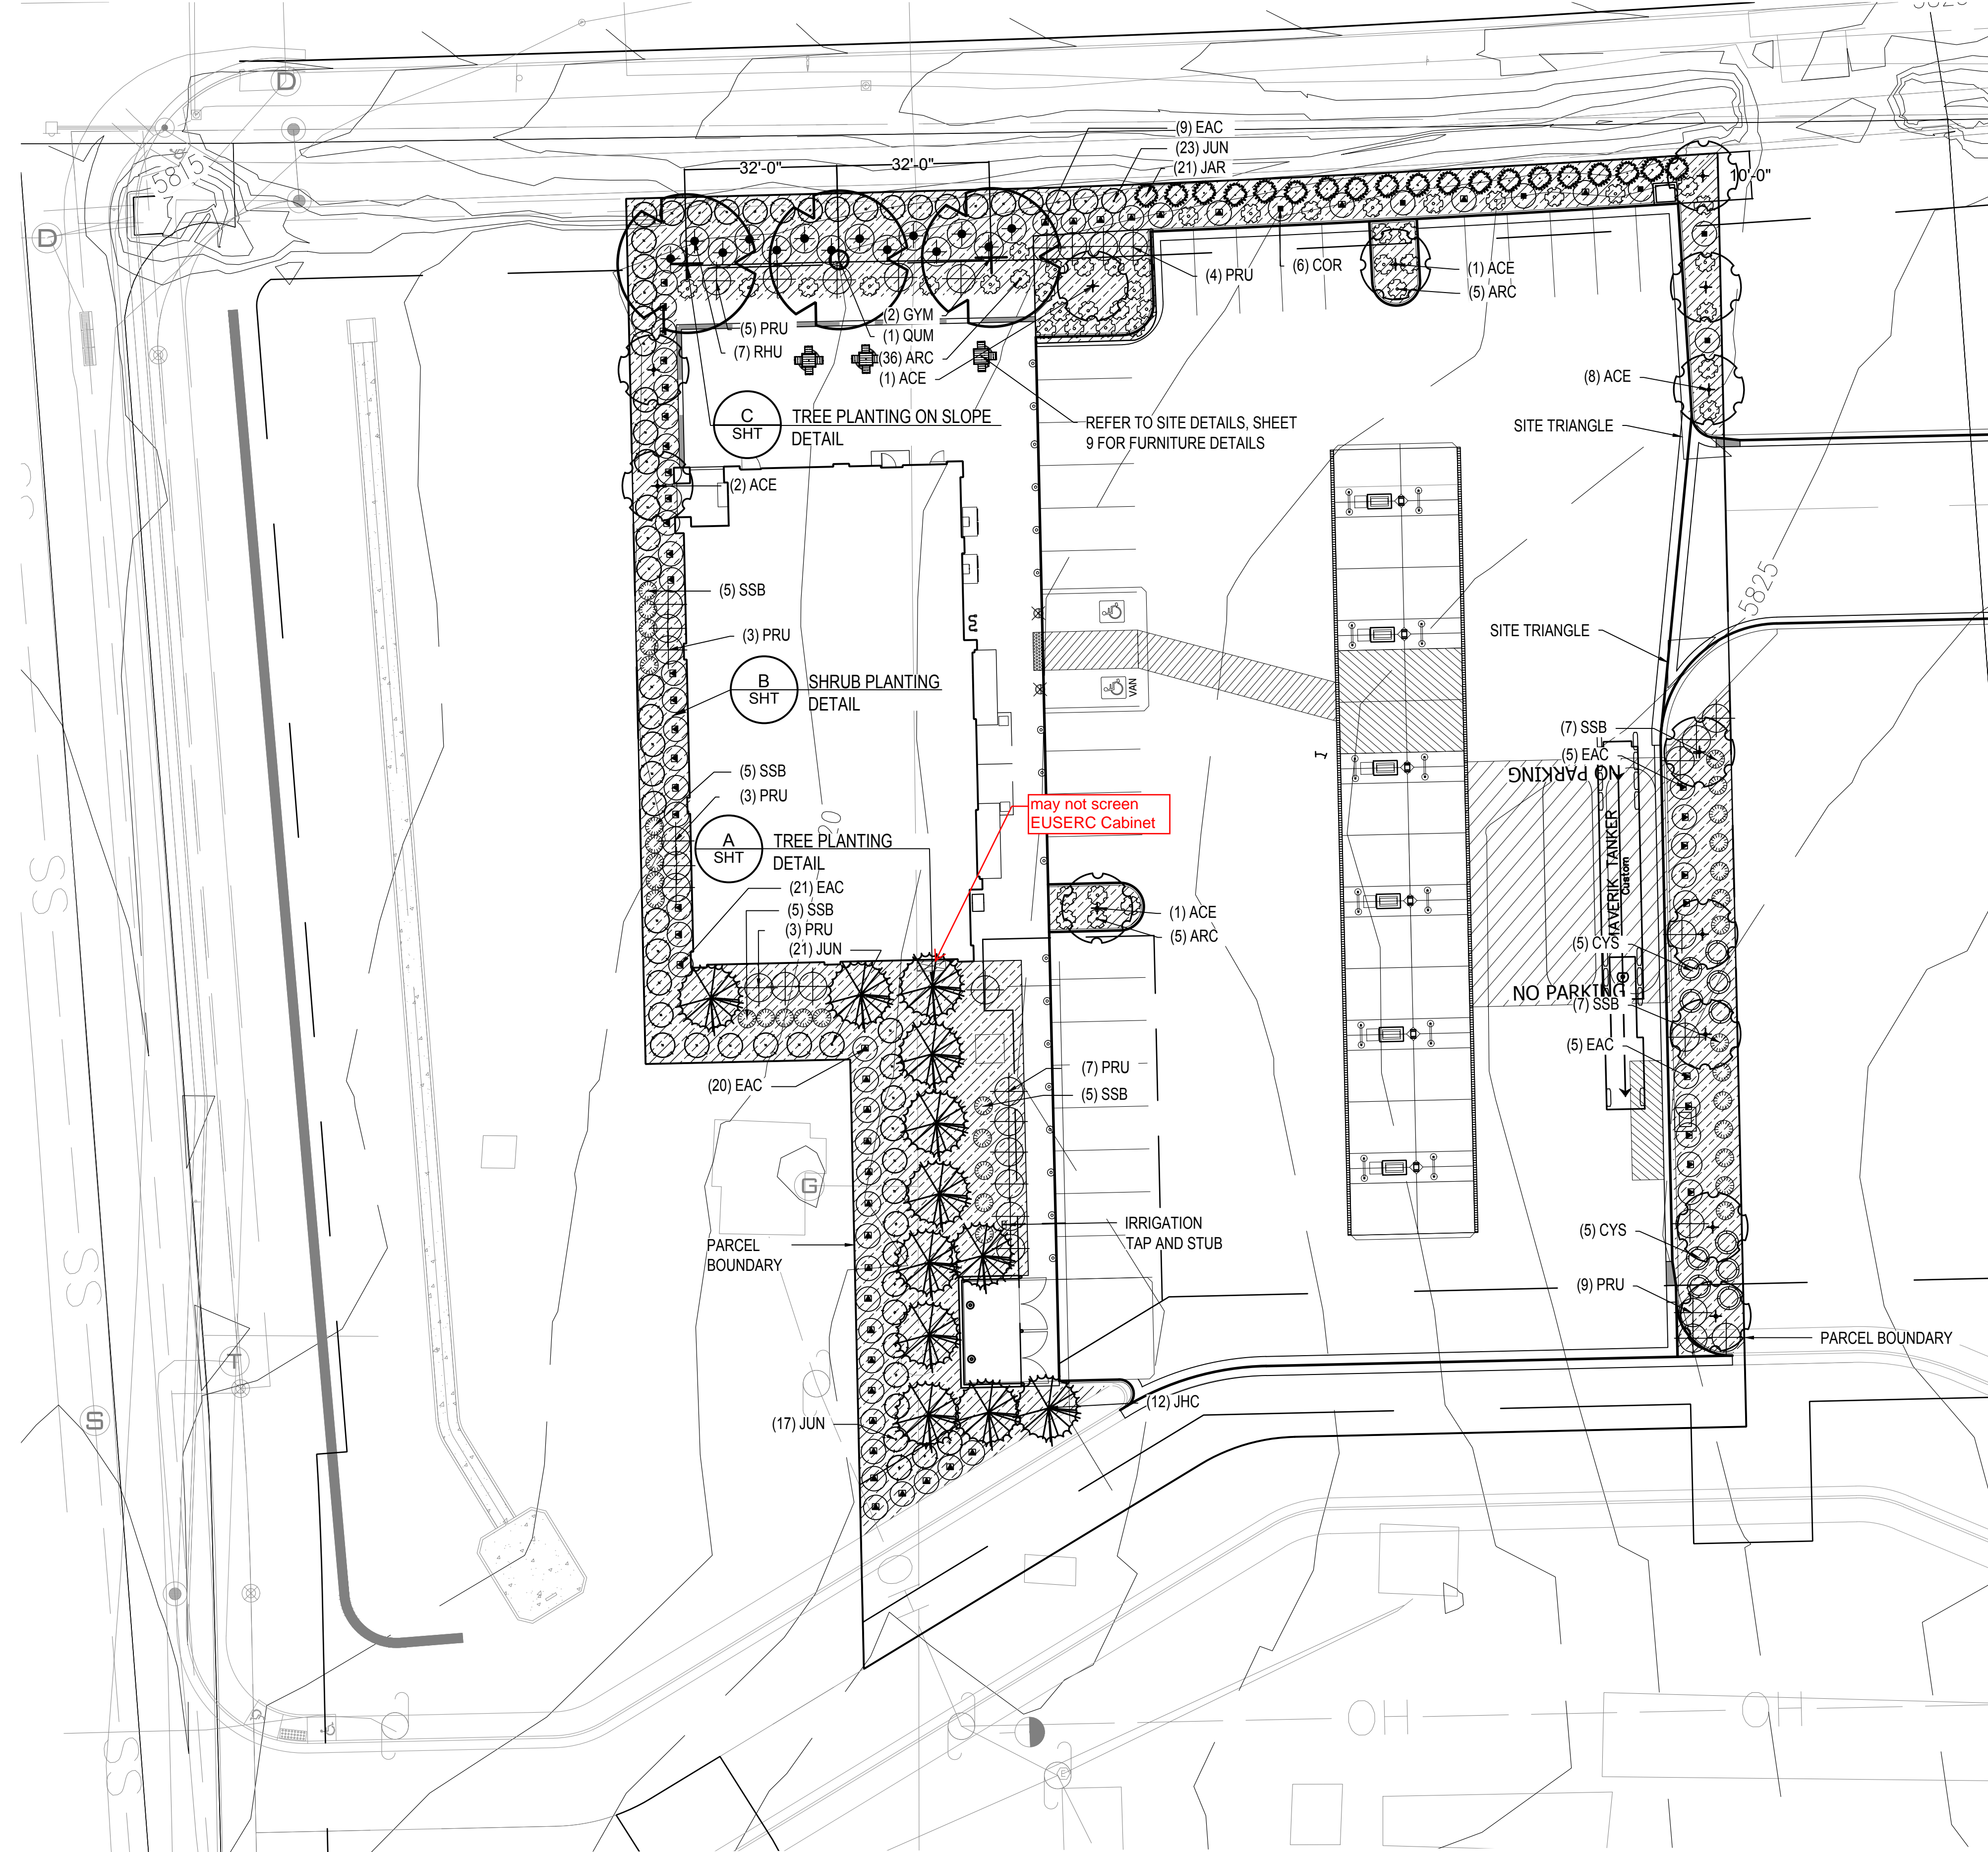 5815
D
D
32'-0"
32'-0"
(9) EAC
(23) JUN
(21) JAR
10'-0"
(4) PRU
(6) COR
(1) ACE
(5) ARC
(5) PRU
(7) RHU
(2) GYM
(1) QUM
(36) ARC
(1) ACE
(8) ACE
C
SHT
TREE PLANTING ON SLOPE
DETAIL
REFER TO SITE DETAILS, SHEET
9 FOR FURNITURE DETAILS
SITE TRIANGLE
(2) ACE
(5) SSB
(3) PRU
SITE TRIANGLE
5825
B
SHT
SHRUB PLANTING
DETAIL
VAN
(7) SSB
(5) EAC
NO PARKING
(5) SSB
(3) PRU
may not screen
EUSERC Cabinet
MAVERIK TANKER
Custom
A
SHT
TREE PLANTING
DETAIL
(21) EAC
(5) SSB
(3) PRU
(21) JUN
(1) ACE
(5) ARC
(5) CYS
NO PARKING
(7) SSB
(5) EAC
(20) EAC
(7) PRU
(5) SSB
G
PARCEL
BOUNDARY
IRRIGATION
TAP AND STUB
(5) CYS
(9) PRU
PARCEL BOUNDARY
T
S
(17) JUN
(12) JHC
SS
SS
SS
SS
OH
OH
E